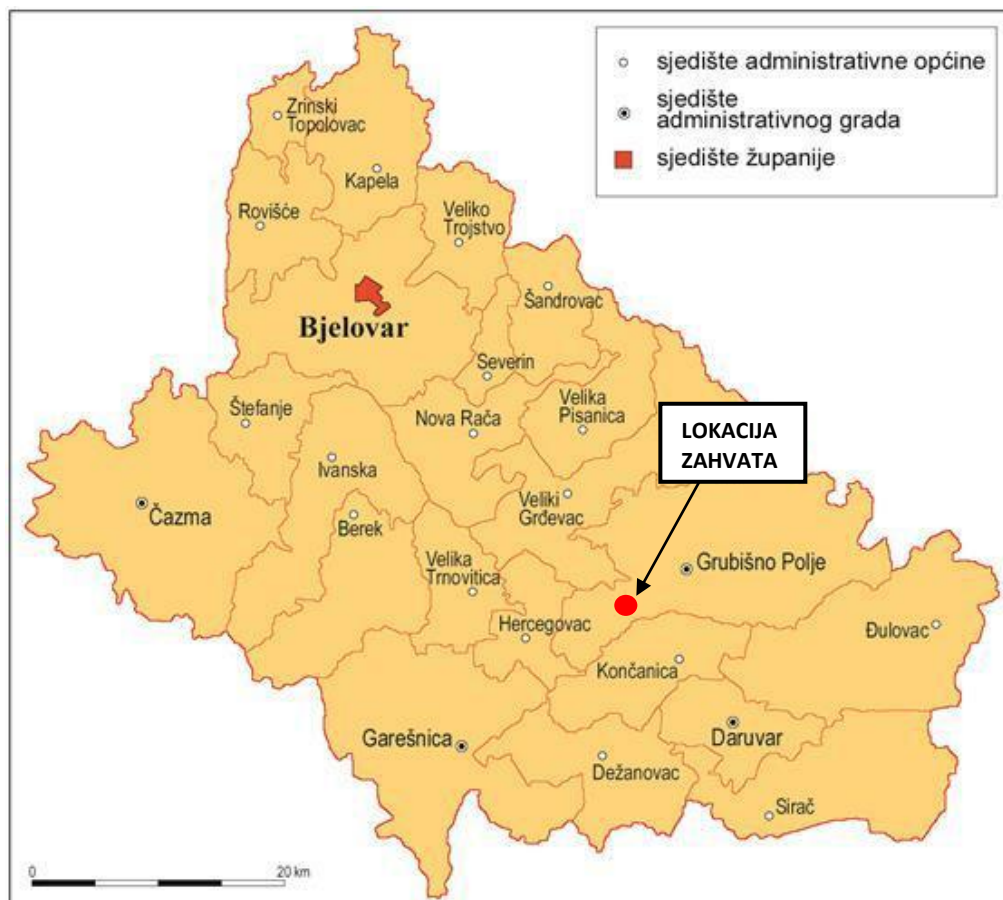 sjedište administrativne općine
sjedište
administrativnog grada
sjedište županije
Zrinski
Topolovac
Kapela
Rovišće
Veliko
Trojstvo
Šandrovac
Bjelovar
Severin
Štefanje
Nova Rača
Velika
Pisanica
LOKACIJA
ZAHVATA
Ivanska
Čazma
Berek
Veliki
Grđevac
Velika
Trnovitica
Grubišno Polje
Hercegovac
Đulovac
Končanica
Garešnica
Daruvar
Dežanovac
Sirač
0 20 km